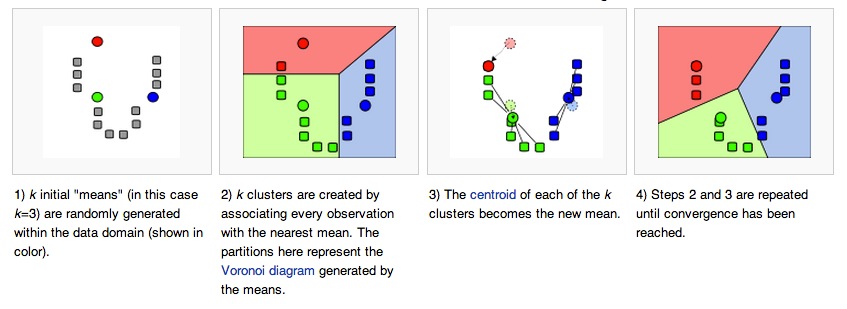 1) k initial "means" (in this case
k=3) are randomly generated
within the data domain (shown in
color).
2) k clusters are created by
associating every observation
with the nearest mean. The
partitions here represent the
Voronoi diagram generated by
the means.
3) The centroid of each of the k
clusters becomes the new mean.
4) Steps 2 and 3 are repeated
until convergence has been
reached.